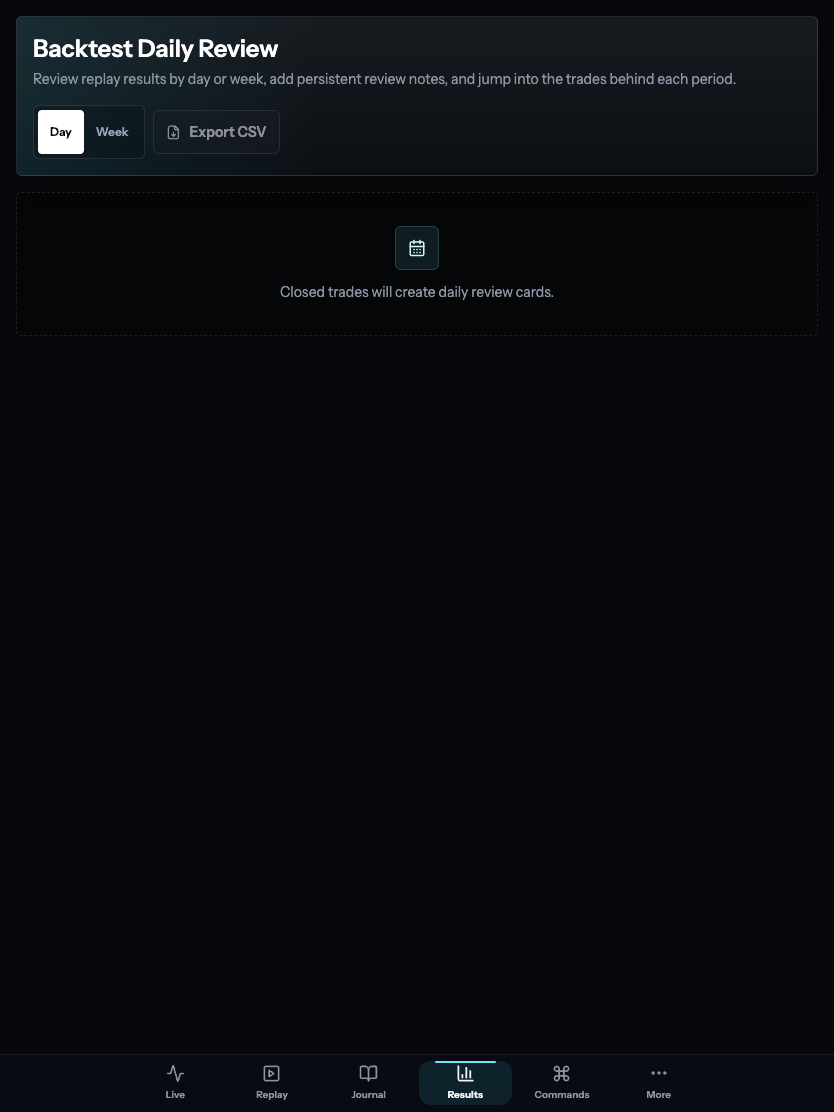 Backtest Daily Review
Review replay results by day or week, add persistent review notes, and jump into the trades behind each period.
Day
Week
Export CSV
Closed trades will create daily review cards.
Live
Replay
Journal
Results
Commands
More